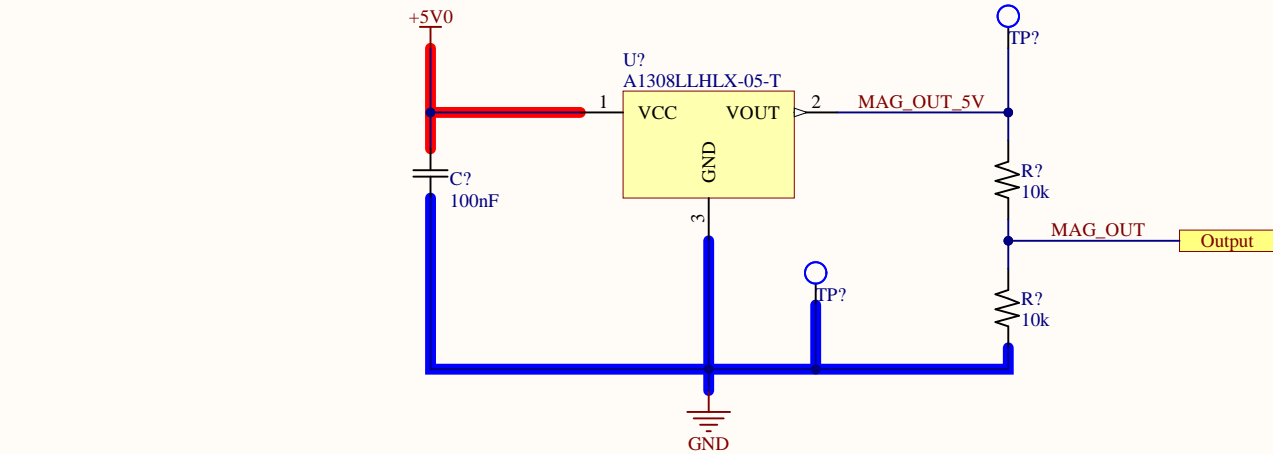 +5V0
TP?
U?
A1308LLHLX-05-T
1
VCC
VOUT
2
MAG_OUT_5V
GND
3
C?
100nF
R?
10k
MAG_OUT
Output
TP?
R?
10k
GND